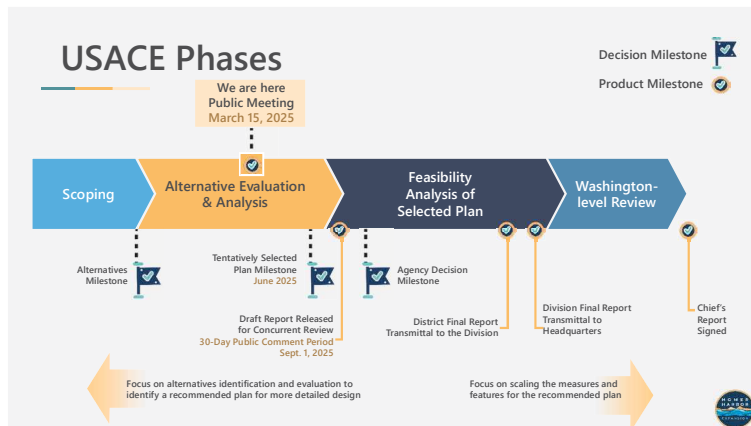 USACE Phases
Decision Milestone
Product Milestone
We are here
Public Meeting
March 15, 2025
Scoping
Alternative Evaluation
& Analysis
Feasibility
Analysis of
Selected Plan
Washington-
level Review
Alternatives
Milestone
Tentatively Selected
Plan Milestone
June 2025
Agency Decision
Milestone
Draft Report Released
for Concurrent Review
30-Day Public Comment Period
Sept. 1, 2025
District Final Report
Transmittal to the Division
Division Final Report
Transmittal to
Headquarters
Chief's
Report
Signed
Focus on alternatives identification and evaluation to
identify a recommended plan for more detailed design
Focus on scaling the measures and
features for the recommended plan
HOMER
HARBOR
EXPANSION